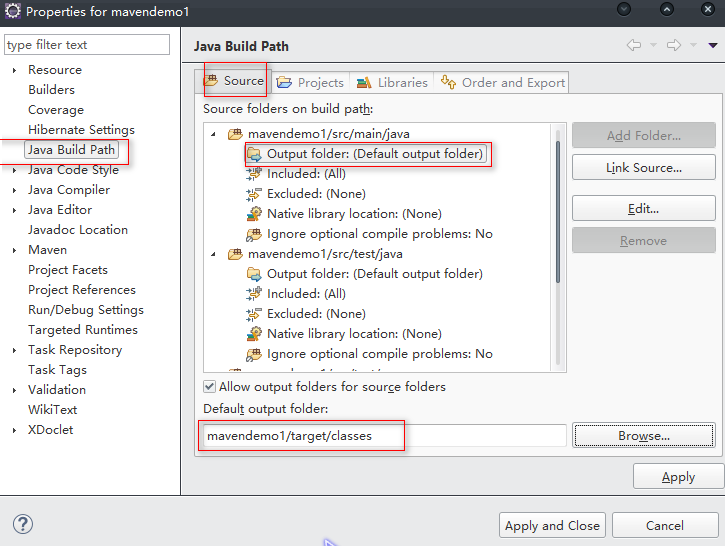 Properties for mavendemo1
type filter text
Resource
Builders
Coverage
Hibernate Settings
Java Build Path
Java Code Style
Java Compiler
Java Editor
Javadoc Location
Maven
Project Facets
Project References
Run/Debug Settings
Targeted Runtimes
Task Repository
Task Tags
Validation
WikiText
XDoclet
Java Build Path
Source Projects Libraries Order and Export
Source folders on build path:
mavendemo1/src/main/java
Output folder: (Default output folder)
Included: (All)
Excluded: (None)
Native library location: (None)
Ignore optional compile problems: No
mavendemo1/src/test/java
Output folder: (Default output folder)
Included: (All)
Excluded: (None)
Native library location: (None)
Ignore optional compile problems: No
Add Folder...
Link Source...
Edit...
Remove
Allow output folders for source folders
Default output folder:
mavendemo1/target/classes
Browse...
Apply
?
Apply and Close
Cancel